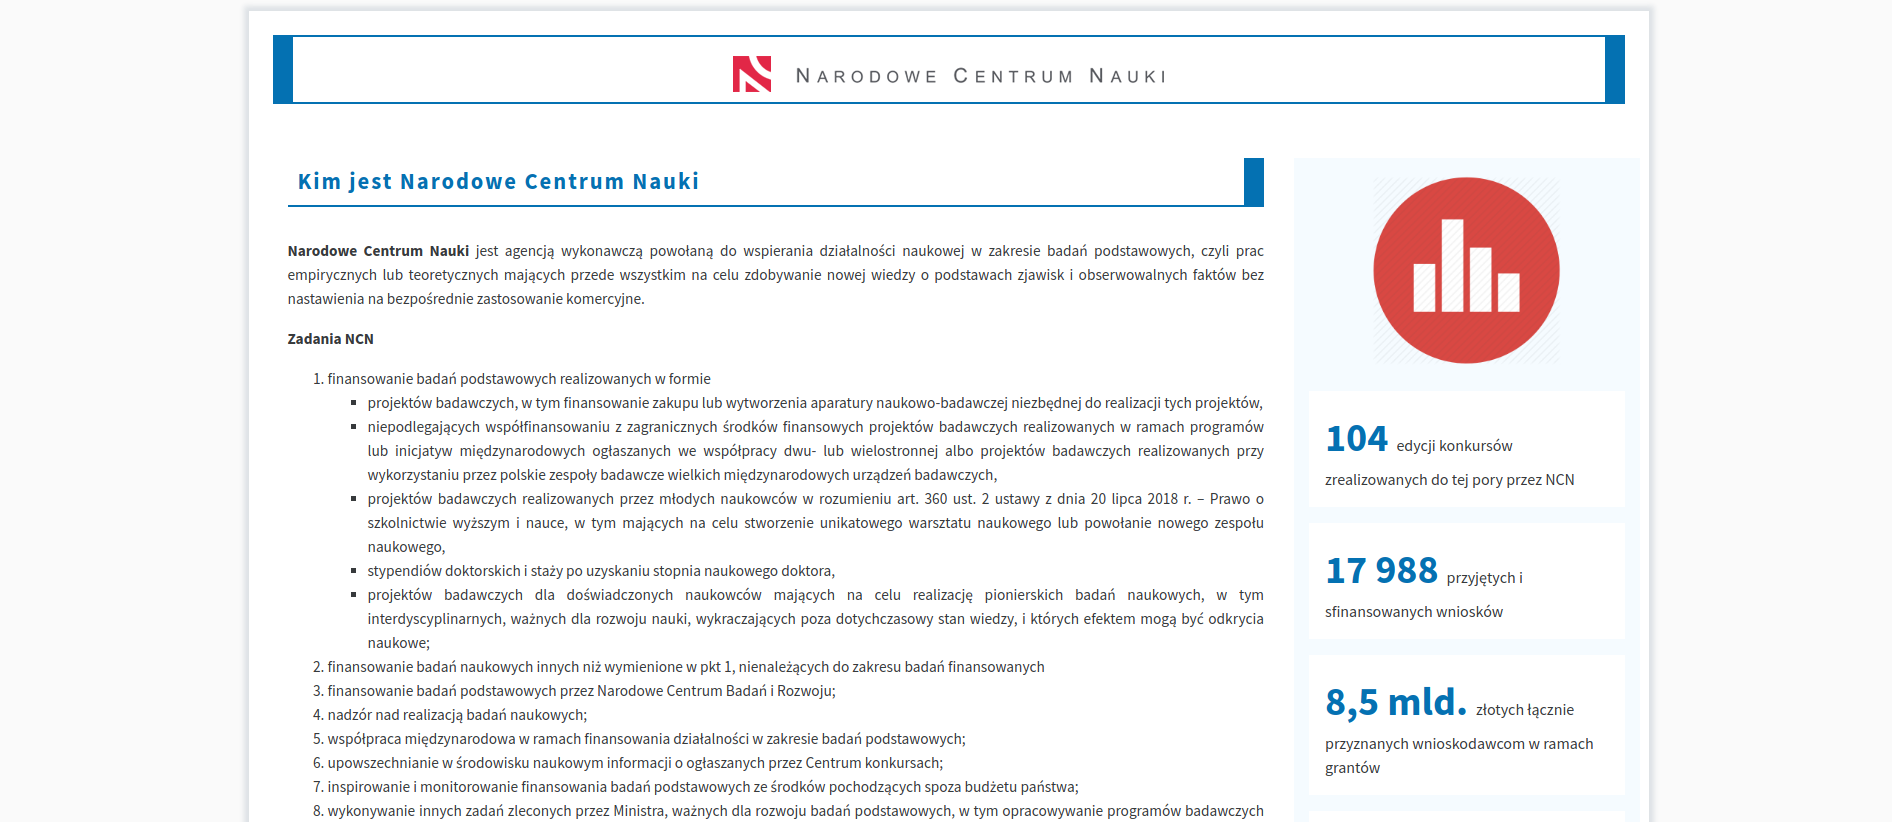 NARODOWE CENTRUM NAUKI
Kim jest Narodowe Centrum Nauki
Narodowe Centrum Nauki jest agencją wykonawczą powołaną do wspierania działalności naukowej w zakresie badań podstawowych, czyli prac
empirycznych lub teoretycznych mających przede wszystkim na celu zdobywanie nowej wiedzy o podstawach zjawisk i obserwowalnych faktów bez
nastawienia na bezpośrednie zastosowanie komercyjne.
Zadania NCN
1. finansowanie badań podstawowych realizowanych w formie
▪ projektów badawczych, w tym finansowanie zakupu lub wytworzenia aparatury naukowo-badawczej niezbędnej do realizacji tych projektów,
▪ niepodlegających współfinansowaniu z zagranicznych środków finansowych projektów badawczych realizowanych w ramach programów
lub inicjatyw międzynarodowych ogłaszanych we współpracy dwu- lub wielostronnej albo projektów badawczych realizowanych przy
wykorzystaniu przez polskie zespoły badawcze wielkich międzynarodowych urządzeń badawczych,
▪ projektów badawczych realizowanych przez młodych naukowców w rozumieniu art. 360 ust. 2 ustawy z dnia 20 lipca 2018 r. – Prawo o
szkolnictwie wyższym i nauce, w tym mających na celu stworzenie unikatowego warsztatu naukowego lub powołanie nowego zespołu
naukowego,
▪ stypendiów doktorskich i staży po uzyskaniu stopnia naukowego doktora,
▪ projektów badawczych dla doświadczonych naukowców mających na celu realizację pionierskich badań naukowych, w tym
interdyscyplinarnych, ważnych dla rozwoju nauki, wykraczających poza dotychczasowy stan wiedzy, i których efektem mogą być odkrycia
naukowe;
2. finansowanie badań naukowych innych niż wymienione w pkt 1, nienależących do zakresu badań finansowanych
3. finansowanie badań podstawowych przez Narodowe Centrum Badań i Rozwoju;
4. nadzór nad realizacją badań naukowych;
5. współpraca międzynarodowa w ramach finansowania działalności w zakresie badań podstawowych;
6. upowszechnianie w środowisku naukowym informacji o ogłaszanych przez Centrum konkursach;
7. inspirowanie i monitorowanie finansowania badań podstawowych ze środków pochodzących spoza budżetu państwa;
8. wykonywanie innych zadań zleconych przez Ministra, ważnych dla rozwoju badań podstawowych, w tym opracowywanie programów badawczych
104 edycji konkursów
zrealizowanych do tej pory przez NCN
17 988 przyjętych i
sfinansowanych wniosków
8,5 mld. złotych łącznie
przyznanych wnioskodawcom w ramach
grantów